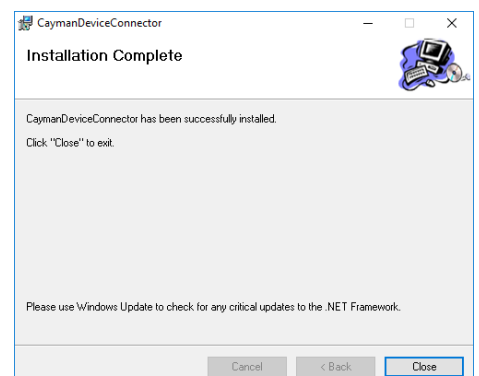 CaymanDeviceConnector
Installation Complete
CaymanDeviceConnector has been successfully installed.
Click "Close" to exit.
Please use Windows Update to check for any critical updates to the .NET Framework.
Cancel
< Back
Close